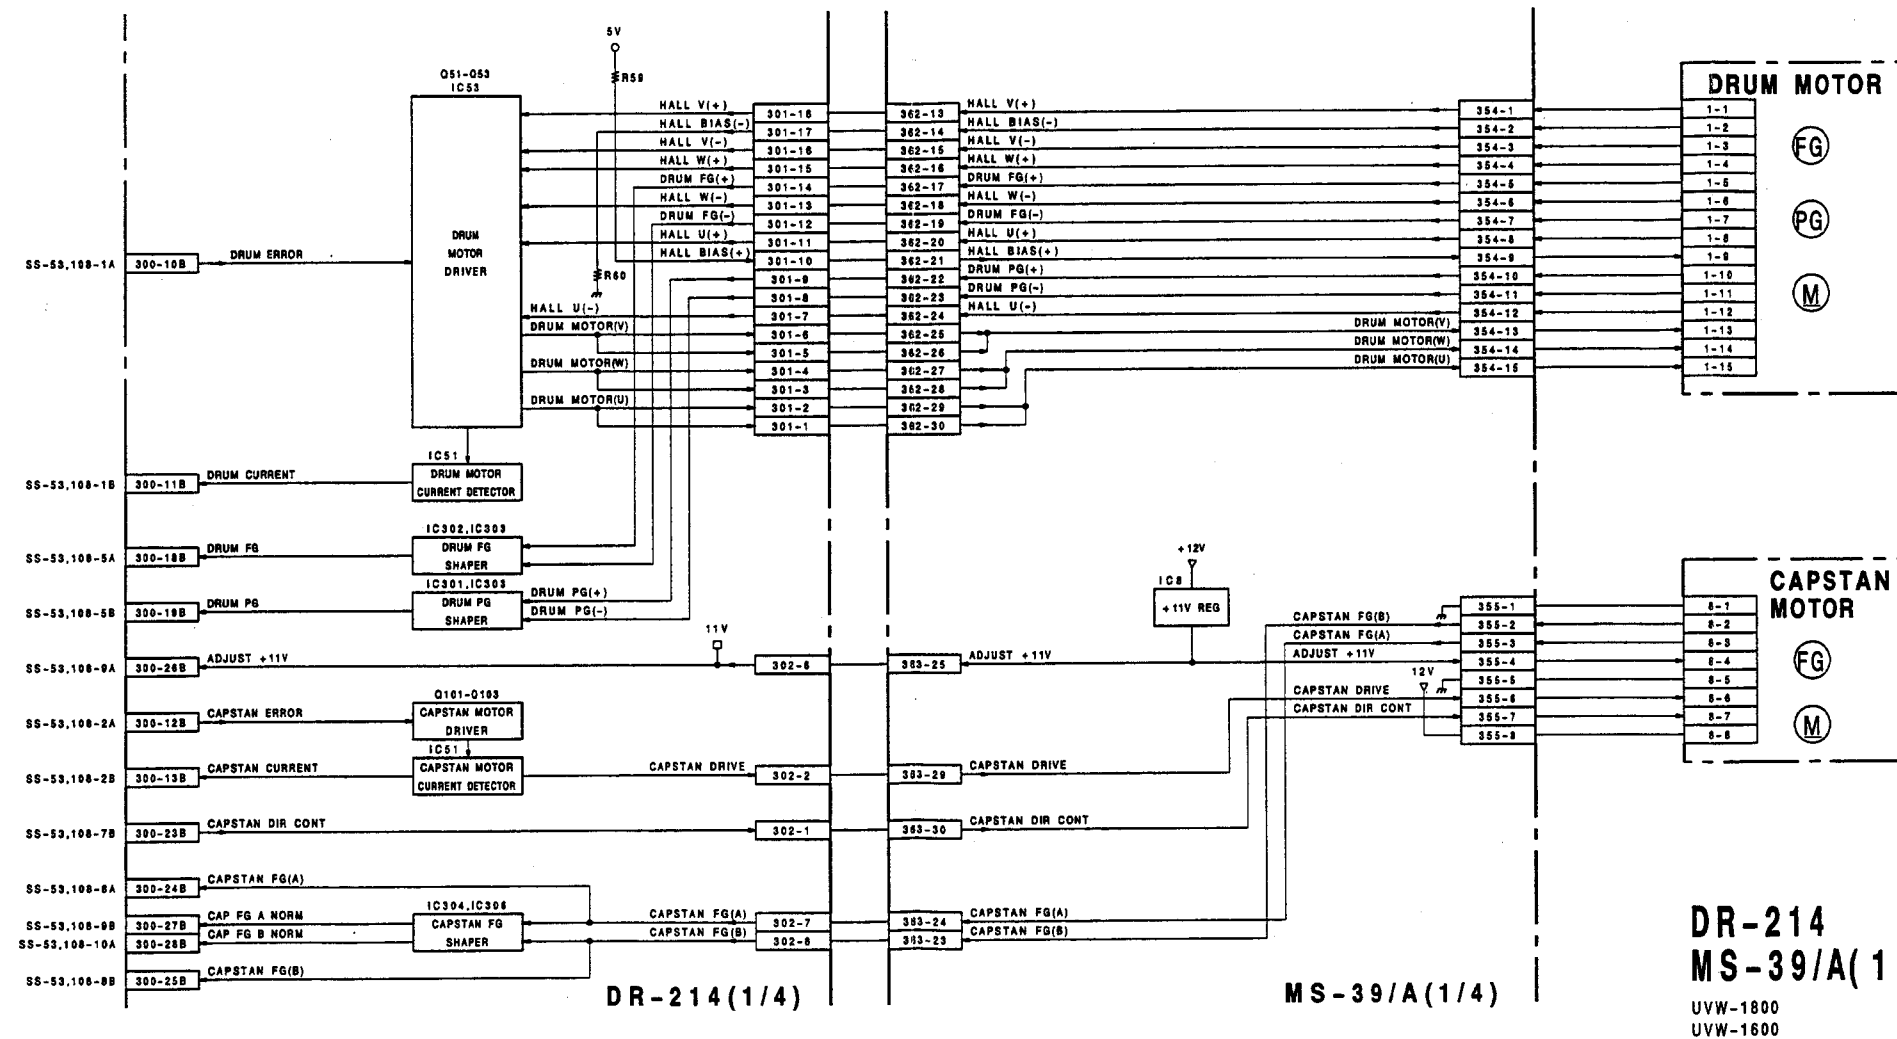 5V
R59
Q51-Q53
IC53
DRUM
MOTOR
DRIVER
SS-53,108-1A
300-10B
DRUM ERROR
R60
HALL V(+)
HALL BIAS(-)
HALL V(-)
HALL W(+)
DRUM FG(+)
HALL W(-)
DRUM FG(-)
HALL U(+)
HALL BIAS(+)
HALL U(-)
DRUM MOTOR(V)
DRUM MOTOR(W)
DRUM MOTOR(U)
301-18
301-17
301-16
301-15
301-14
301-13
301-12
301-11
301-10
301-9
301-8
301-7
301-6
301-5
301-4
301-3
301-2
301-1
362-13
362-14
362-15
362-16
362-17
362-18
362-19
362-20
362-21
362-22
362-23
362-24
362-25
362-26
362-27
362-28
362-29
362-30
HALL V(+)
HALL BIAS(-)
HALL V(-)
HALL W(+)
DRUM FG(+)
HALL W(-)
DRUM FG(-)
HALL U(+)
HALL BIAS(+)
DRUM PG(+)
DRUM PG(-)
HALL U(-)
DRUM MOTOR(V)
DRUM MOTOR(W)
DRUM MOTOR(U)
354-1
354-2
354-3
354-4
354-5
354-6
354-7
354-8
354-9
354-10
354-11
354-12
354-13
354-14
354-15
DRUM MOTOR
1-1
1-2
1-3
1-4
1-5
1-6
1-7
1-8
1-9
1-10
1-11
1-12
1-13
1-14
1-15
FG
PG
M
SS-53,108-1B
300-11B
DRUM CURRENT
IC51
DRUM MOTOR
CURRENT DETECTOR
SS-53,108-5A
300-18B
DRUM FG
IC302,IC303
DRUM FG
SHAPER
SS-53,108-5B
300-19B
DRUM PG
IC301,IC303
DRUM PG
SHAPER
DRUM PG(+)
DRUM PG(-)
SS-53,108-9A
300-26B
ADJUST +11V
11V
302-6
363-25
ADJUST +11V
+12V
IC8
+11V REG
SS-53,108-2A
300-12B
CAPSTAN ERROR
Q101-Q103
CAPSTAN MOTOR
DRIVER
SS-53,108-2B
300-13B
CAPSTAN CURRENT
IC51
CAPSTAN MOTOR
CURRENT DETECTOR
CAPSTAN DRIVE
302-2
363-29
CAPSTAN DRIVE
SS-53,108-7B
300-23B
CAPSTAN DIR CONT
302-1
363-30
CAPSTAN DIR CONT
CAPSTAN FG(B)
CAPSTAN FG(A)
ADJUST +11V
12V
CAPSTAN DRIVE
CAPSTAN DIR CONT
355-1
355-2
355-3
355-4
355-5
355-6
355-7
355-8
CAPSTAN
MOTOR
8-1
8-2
8-3
8-4
8-5
8-6
8-7
8-8
FG
M
SS-53,108-8A
300-24B
CAPSTAN FG(A)
SS-53,108-9B
300-27B
CAP FG A NORM
SS-53,108-10A
300-28B
CAP FG B NORM
IC304,IC306
CAPSTAN FG
SHAPER
CAPSTAN FG(A)
CAPSTAN FG(B)
302-7
302-8
363-24
363-23
CAPSTAN FG(A)
CAPSTAN FG(B)
SS-53,108-8B
300-25B
CAPSTAN FG(B)
DR-214(1/4)
MS-39/A(1/4)
DR-214
MS-39/A(1
UVW-1800
UVW-1600